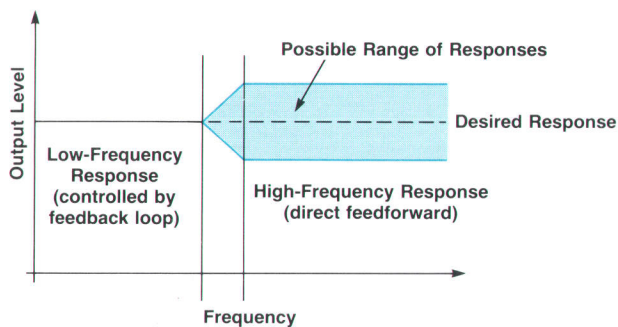 Possible Range of Responses
Output Level
Desired Response
Low-Frequency
Response
(controlled by
feedback loop)
High-Frequency Response
(direct feedforward)
Frequency